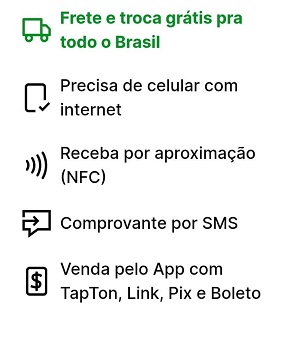 Frete e troca grátis pra
todo o Brasil
Precisa de celular com
internet
Receba por aproximação
(NFC)
Comprovante por SMS
Venda pelo App com
TapTon, Link, Pix e Boleto